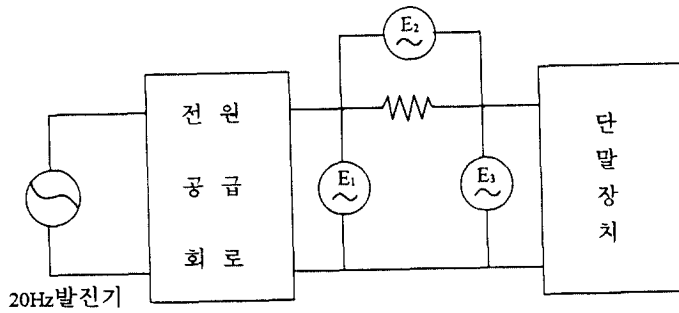 E₂
전 원
공 급
회 로
E₁
E₃
단
말
장
치
20Hz발진기